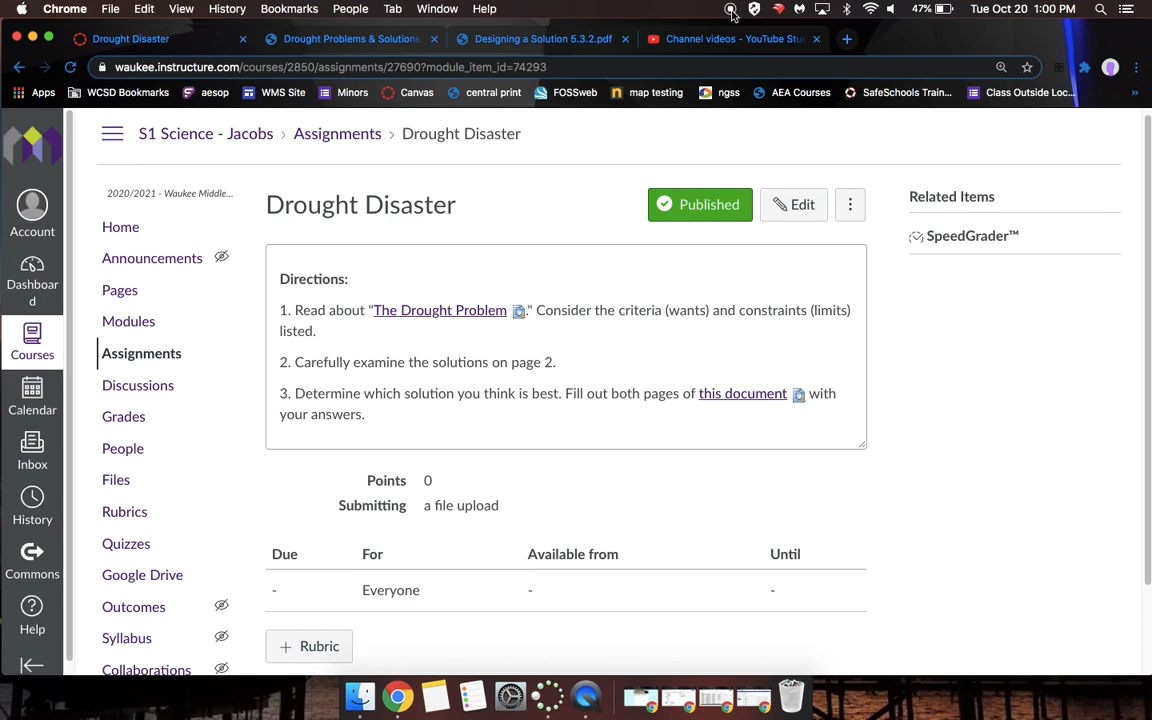 Chrome File Edit View History Bookmarks People Tab Window Help 47% Tue Oct 20 1:00 PM
Drought Disaster Drought Problems & Solutions Designing a Solution 5.3.2.pdf Channel videos - YouTube Stu
waukee.instructure.com/courses/2850/assignments/27690?module_item_id=74293
Apps WCSD Bookmarks aesop WMS Site Minors Canvas central print FOSSweb map testing ngss AEA Courses SafeSchools Train... Class Outside Loc... »
S1 Science - Jacobs › Assignments › Drought Disaster
Account
Dashboar
d
Courses
Calendar
Inbox
History
Commons
Help
2020/2021 - Waukee Middle...
Home
Announcements
Pages
Modules
Assignments
Discussions
Grades
People
Files
Rubrics
Quizzes
Google Drive
Outcomes
Syllabus
Collaborations
Drought Disaster
Published
Edit
Directions:
1. Read about "The Drought Problem ." Consider the criteria (wants) and constraints (limits)
listed.
2. Carefully examine the solutions on page 2.
3. Determine which solution you think is best. Fill out both pages of this document with
your answers.
Points 0
Submitting a file upload
Due For Available from Until
- Everyone - -
+ Rubric
Related Items
SpeedGrader™